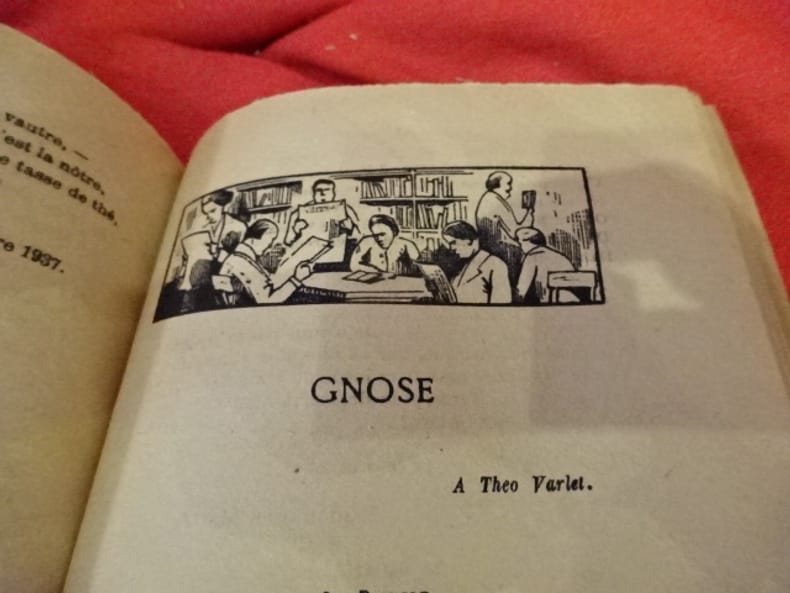 vautre, —
'est la nôtre,
e tasse de thé.
re 1937.
GNOSE
A Theo Varlet.